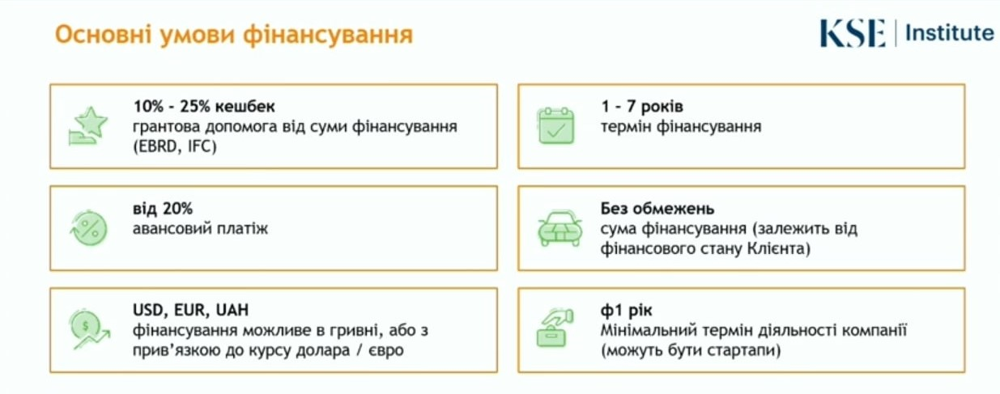 Основні умови фінансування
KSE Institute
10% - 25% кешбек
грантова допомога від суми фінансування
(EBRD, IFC)
1 - 7 років
термін фінансування
від 20%
авансовий платіж
Без обмежень
сума фінансування (залежить від
фінансового стану Клієнта)
USD, EUR, UAH
фінансування можливе в гривні, або з
прив’язкою до курсу долара / євро
ф1 рік
Мінімальний термін діяльності компанії
(можуть бути стартапи)